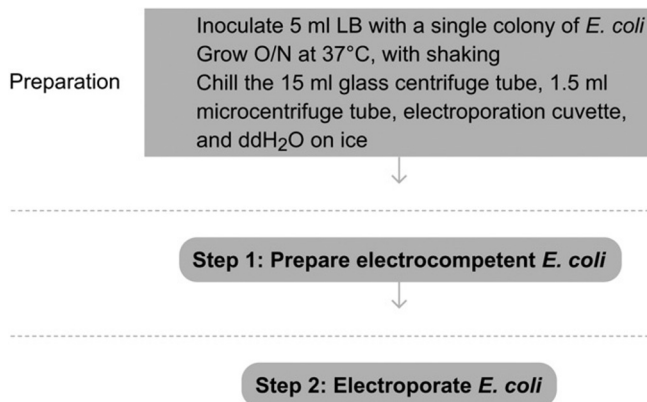 Inoculate 5 ml LB with a single colony of E. coli
Grow O/N at 37°C, with shaking
Preparation
Chill the 15 ml glass centrifuge tube, 1.5 ml
microcentrifuge tube, electroporation cuvette,
and ddH₂O on ice
Step 1: Prepare electrocompetent E. coli
Step 2: Electroporate E. coli